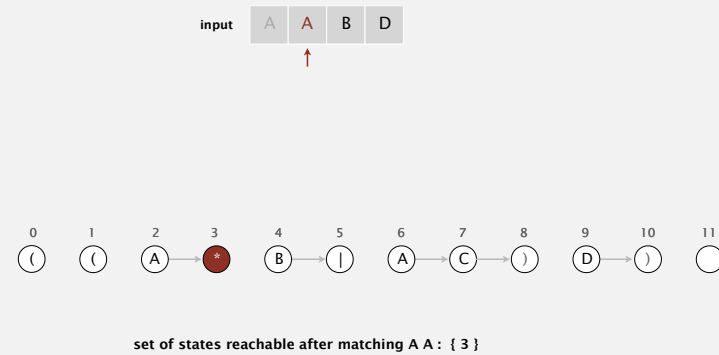 input A A B D
0 1 2 3 4 5 6 7 8 9 10 11
( ( A * B | A C ) D )
set of states reachable after matching A A : { 3 }